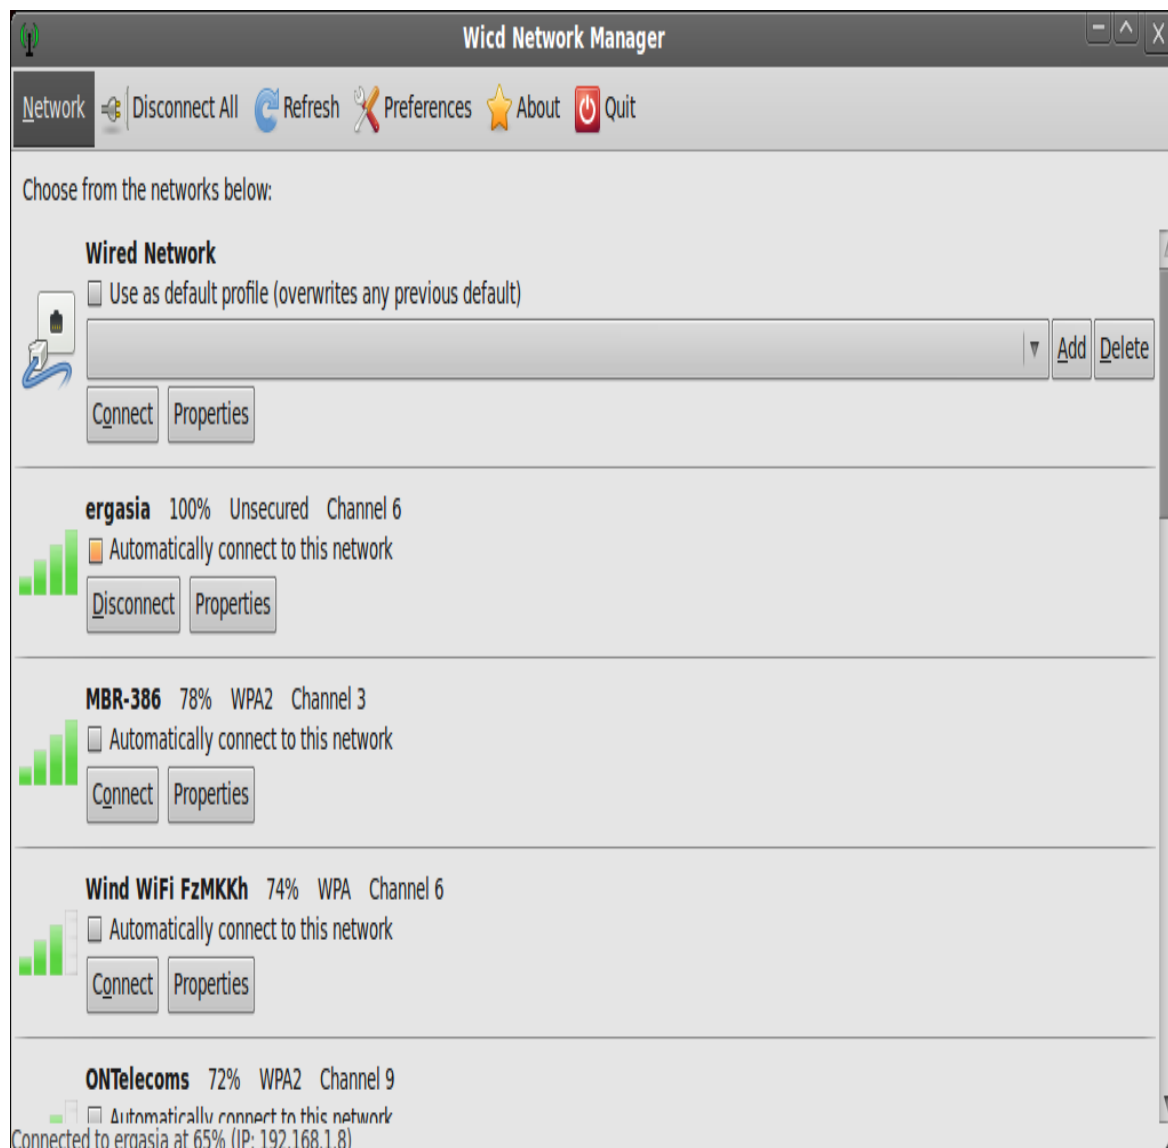 Wicd Network Manager
Network Disconnect All Refresh Preferences About Quit
Choose from the networks below:
Wired Network
Use as default profile (overwrites any previous default)
Add Delete
Connect Properties
ergasia 100% Unsecured Channel 6
Automatically connect to this network
Disconnect Properties
MBR-386 78% WPA2 Channel 3
Automatically connect to this network
Connect Properties
Wind WiFi FzMKKh 74% WPA Channel 6
Automatically connect to this network
Connect Properties
ONTelecoms 72% WPA2 Channel 9
Automatically connect to this network
Connected to ergasia at 65% (IP: 192.168.1.8)